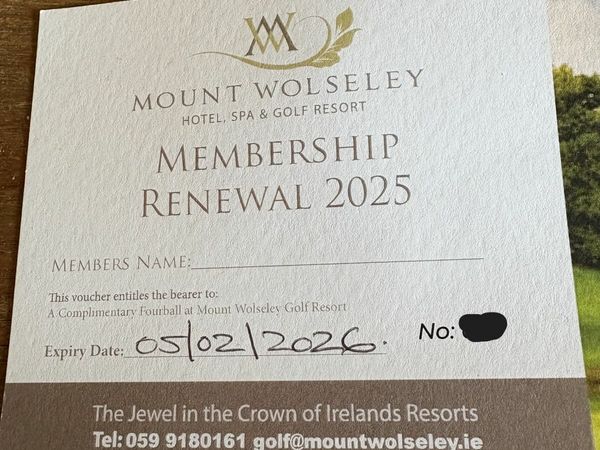 MOUNT WOLSELEY
HOTEL, SPA & GOLF RESORT
MEMBERSHIP
RENEWAL 2025
MEMBERS NAME:
This voucher entitles the bearer to:
A Complimentary Fourball at Mount Wolseley Golf Resort
Expiry Date: 05/02/2026.
No:
The Jewel in the Crown of Irelands Resorts
Tel: 059 9180161 golf@mountwolseley.ie